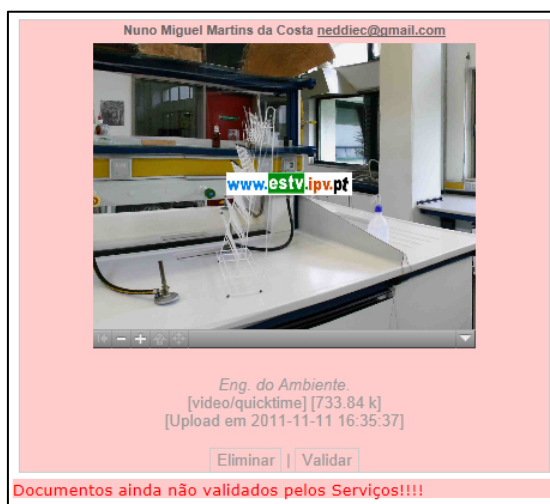 Nuno Miguel Martins da Costa neddiec@gmail.com
www.estv.ipv.pt
Eng. do Ambiente.
[video/quicktime] [733.84 k]
[Upload em 2011-11-11 16:35:37]
Eliminar | Validar
Documentos ainda não validados pelos Serviços!!!!